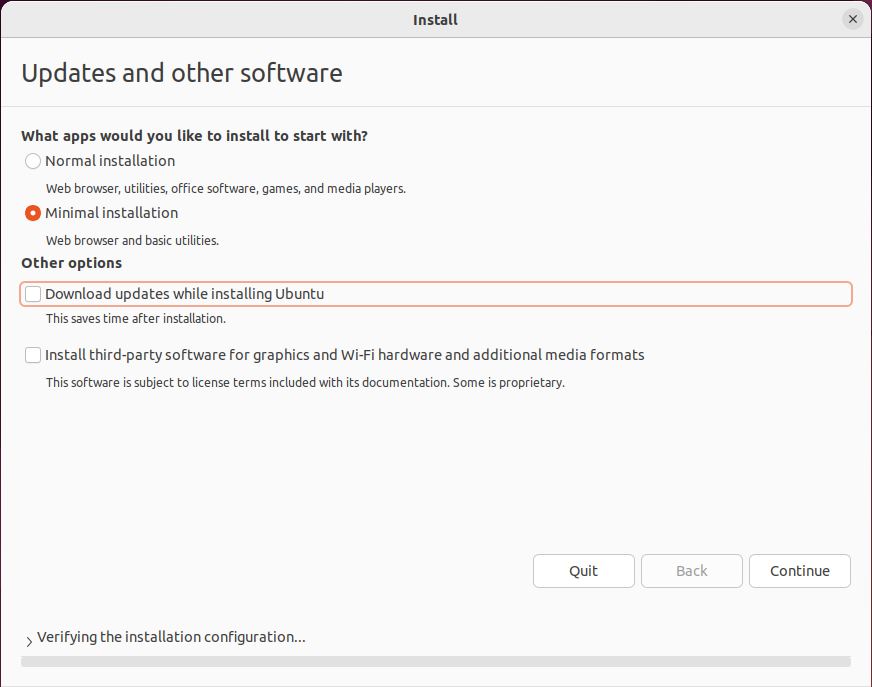 Install
Updates and other software
What apps would you like to install to start with?
Normal installation
Web browser, utilities, office software, games, and media players.
Minimal installation
Web browser and basic utilities.
Other options
Download updates while installing Ubuntu
This saves time after installation.
Install third-party software for graphics and Wi-Fi hardware and additional media formats
This software is subject to license terms included with its documentation. Some is proprietary.
Quit Back Continue
Verifying the installation configuration...